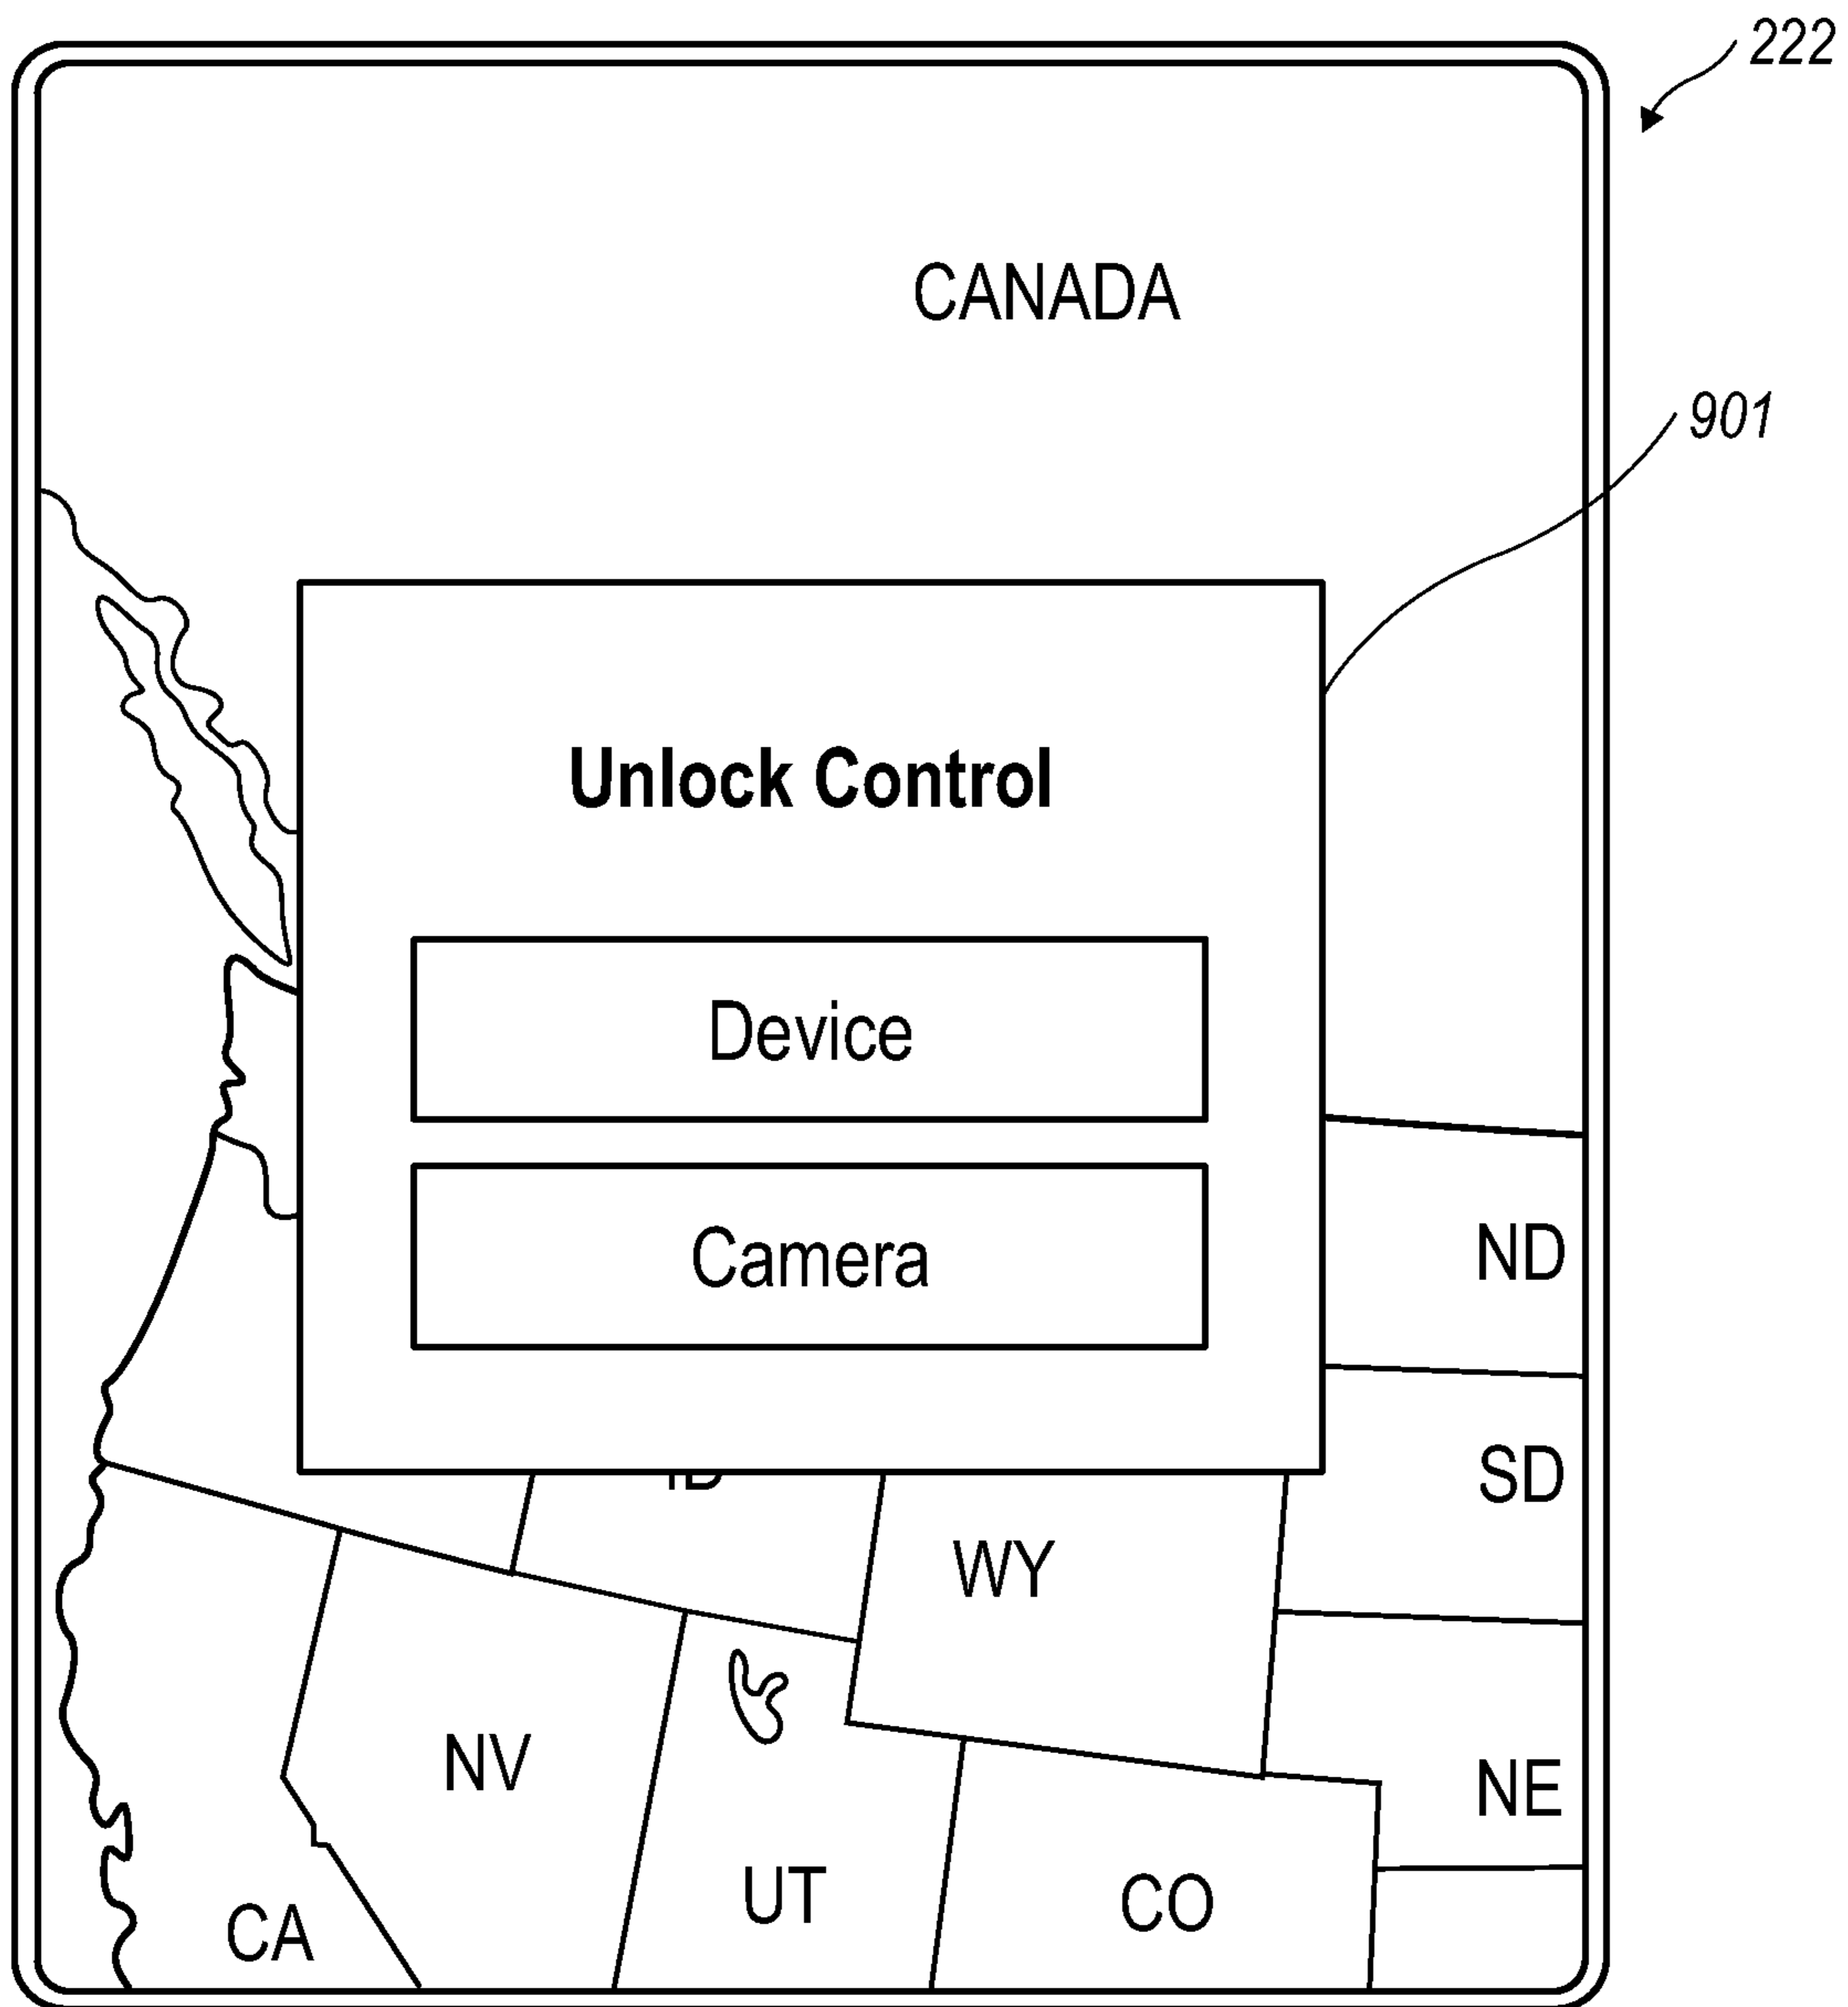 222
CANADA
901
Unlock Control
Device
Camera
ND
SD
WY
NV
NE
UT
CO
CA